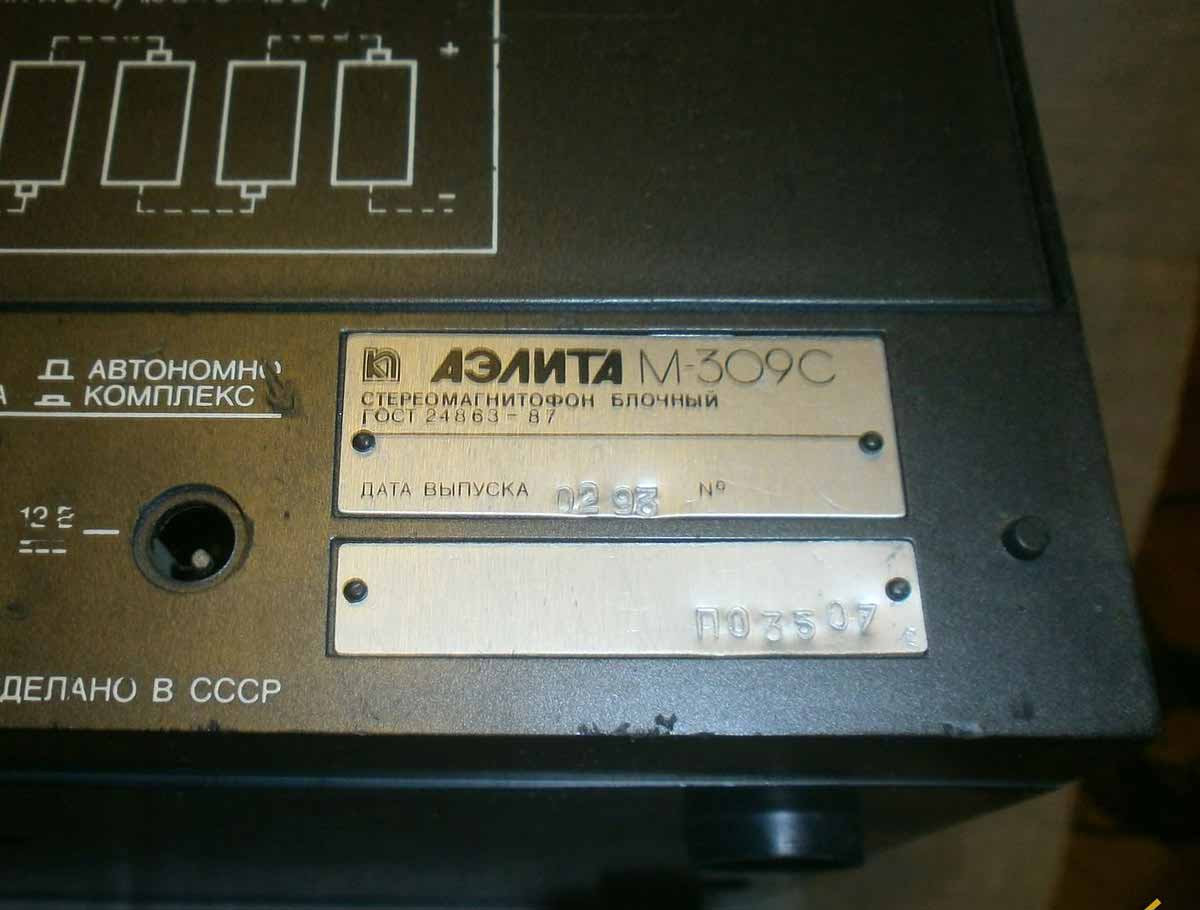 +
-
АВТОНОМНО
А КОМПЛЕКС
АЭЛИТА М-309С
СТЕРЕОМАГНИТОФОН БЛОЧНЫЙ
ГОСТ 24863-87
ДАТА ВЫПУСКА 02 93 №
12 В
П03507
ДЕЛАНО В СССР